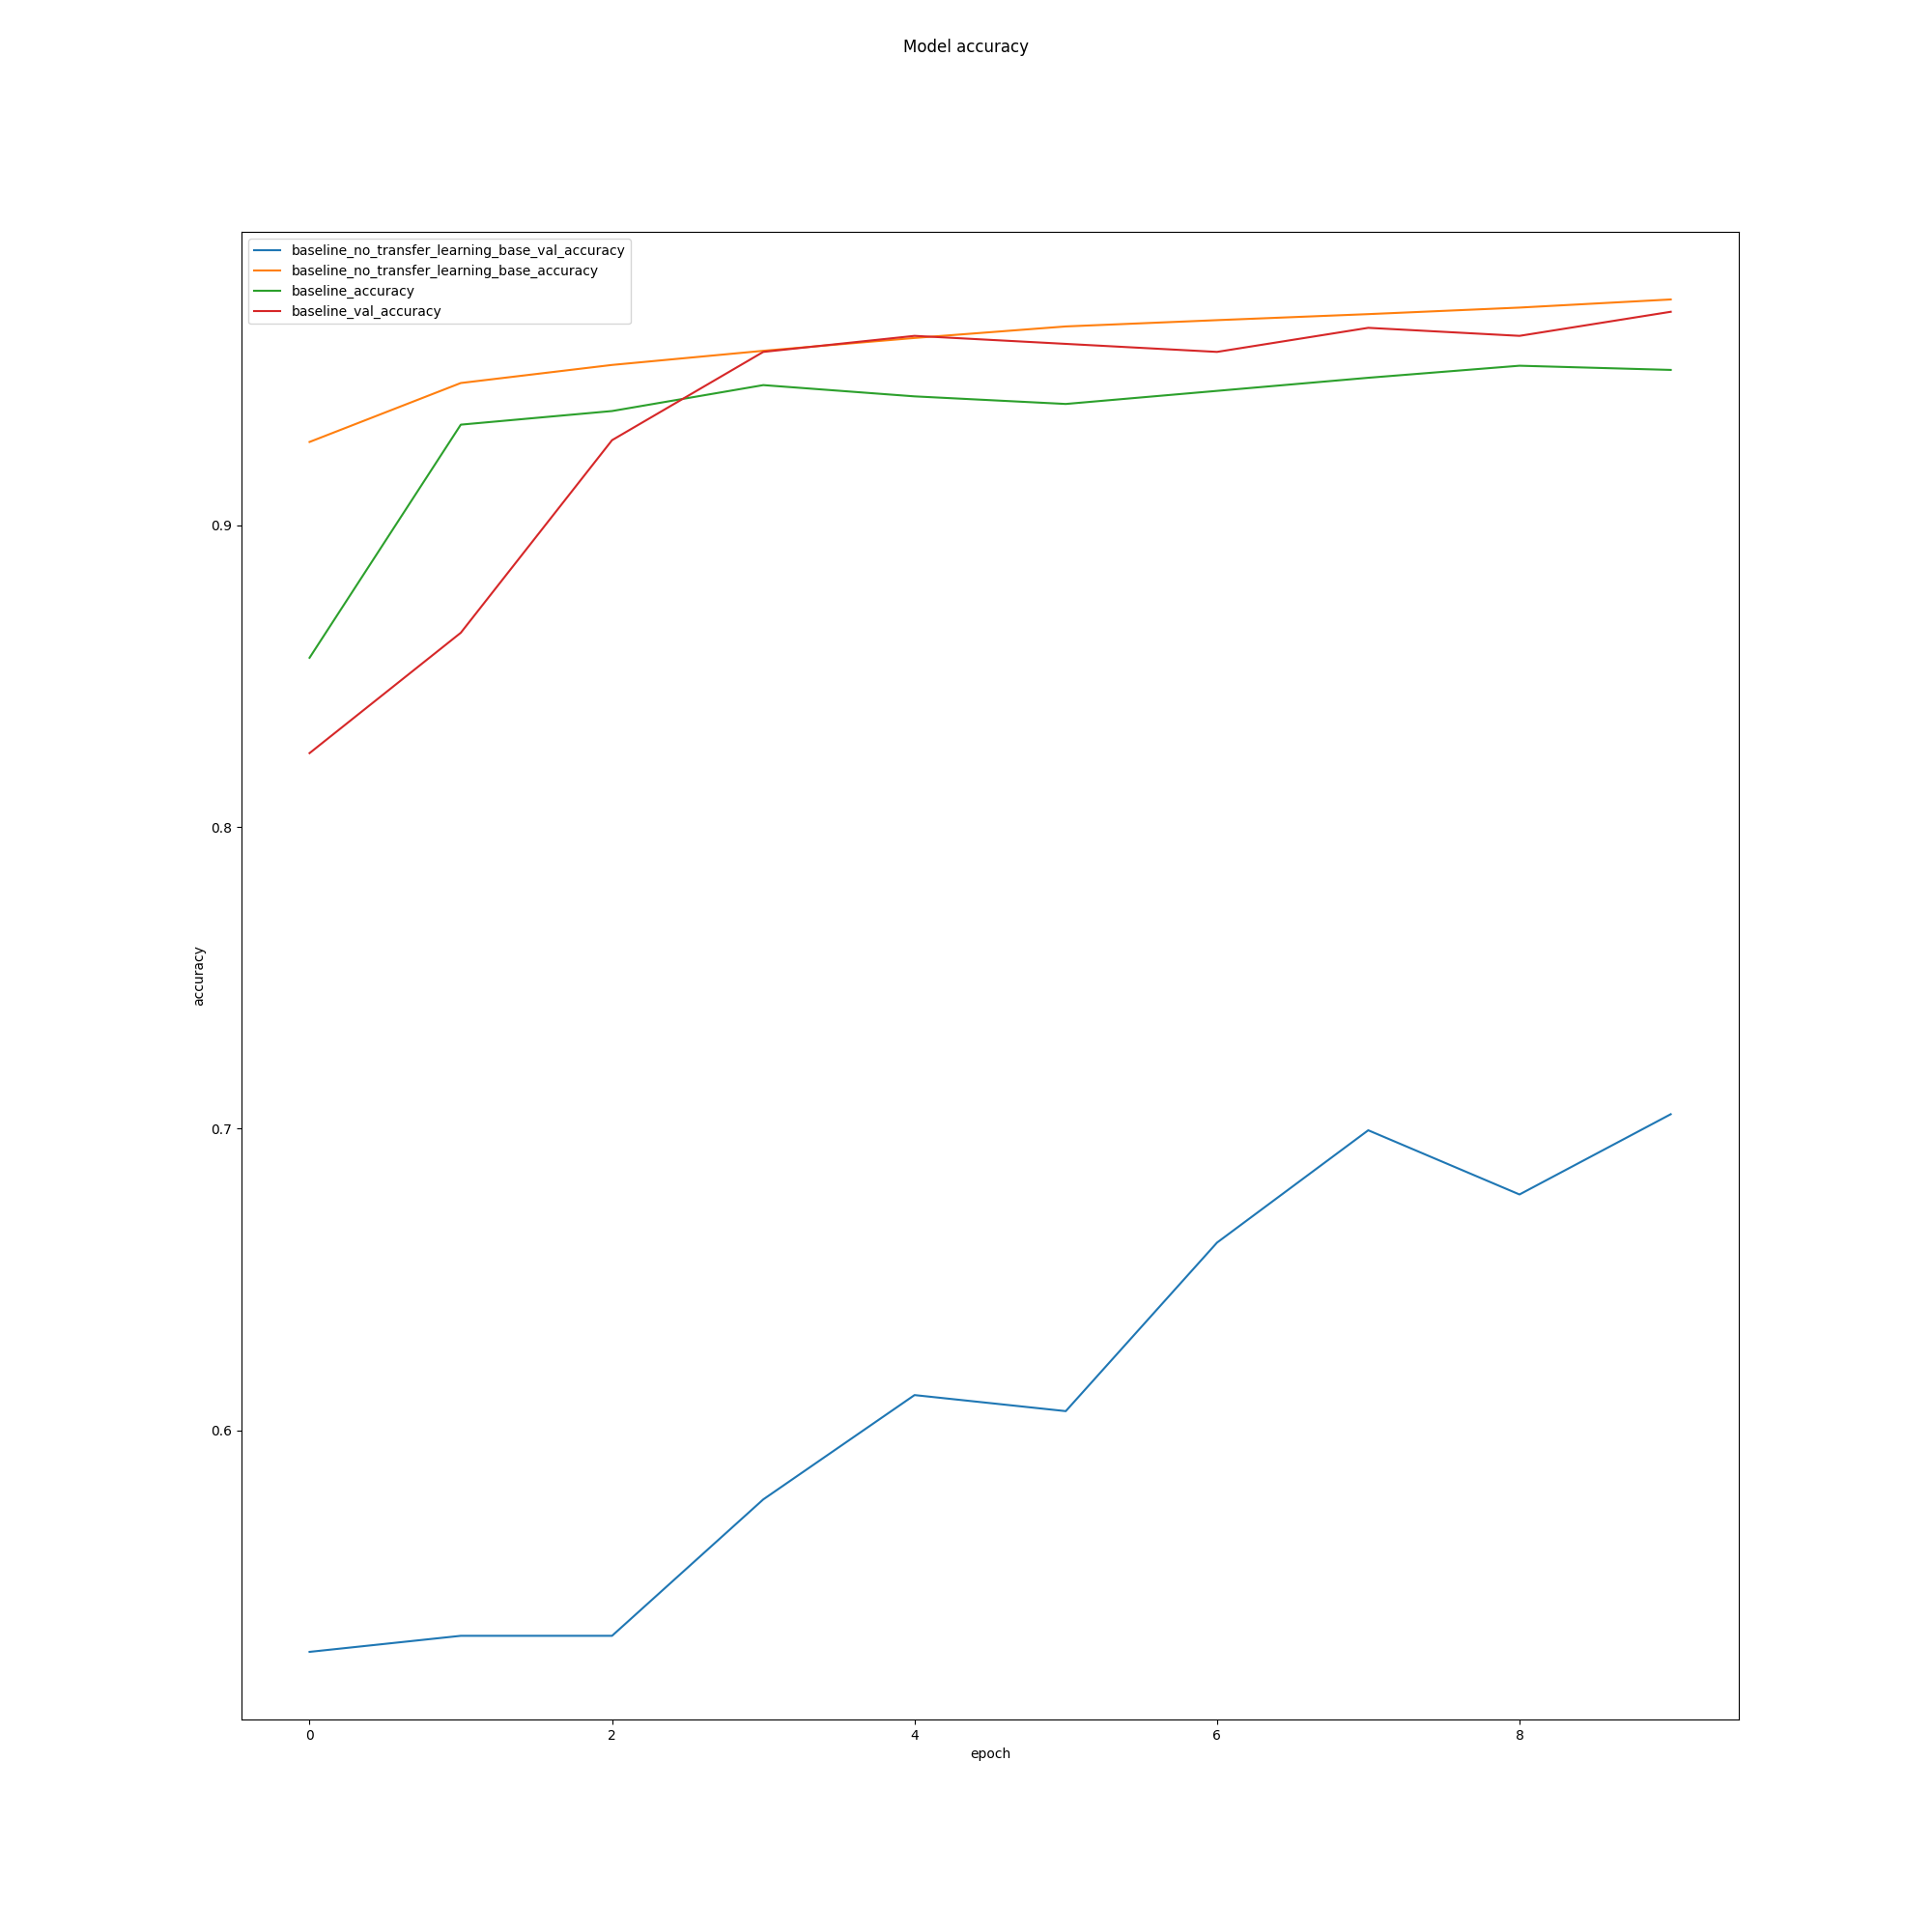 Model accuracy
baseline_no_transfer_learning_base_val_accuracy
baseline_no_transfer_learning_base_accuracy
baseline_accuracy
baseline_val_accuracy
0.9
0.8
0.7
0.6
accuracy
0 2 4 6 8
epoch